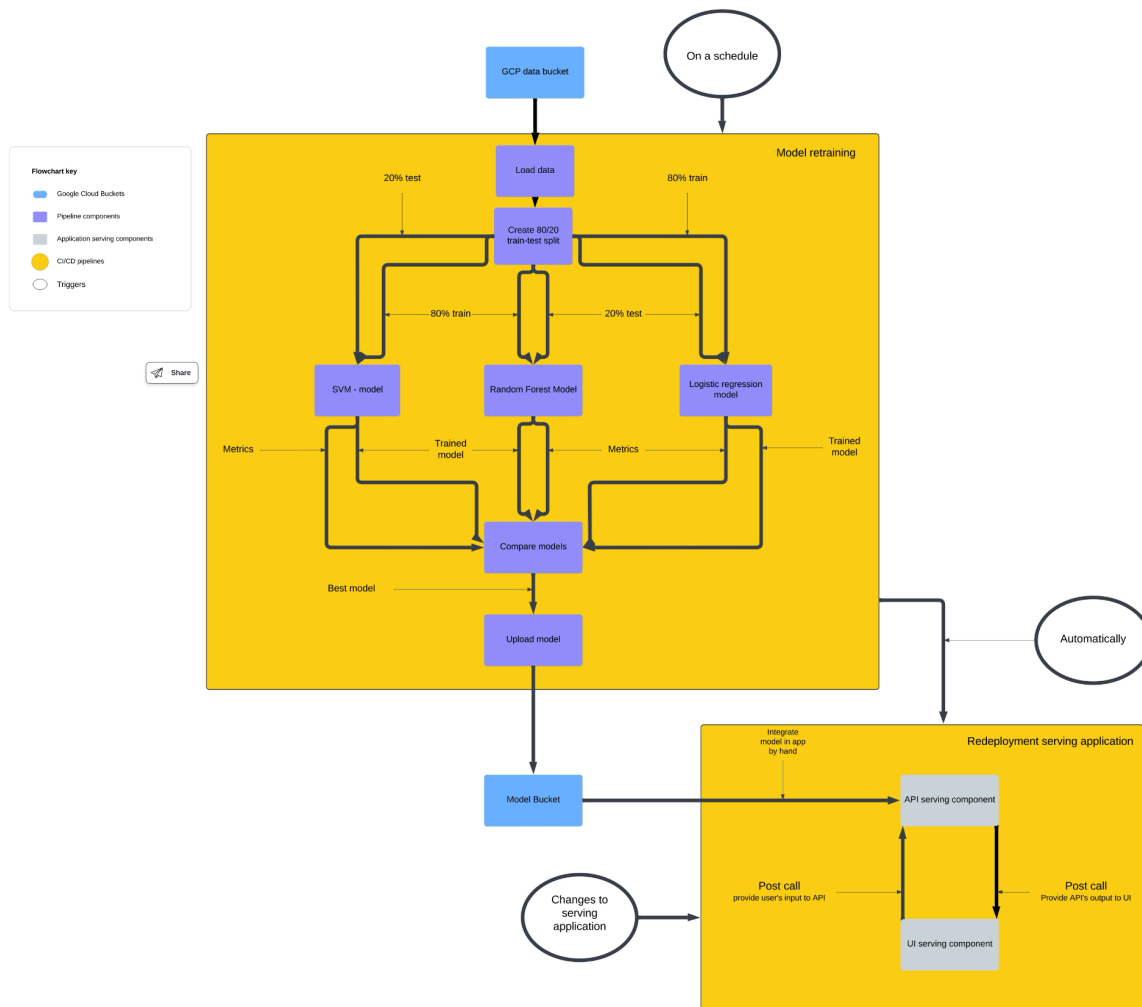 On a schedule
GCP data bucket
Model retraining
Flowchart key
Google Cloud Buckets
Pipeline components
Application serving components
CI/CD pipelines
Triggers
Share
Load data
20% test
80% train
Create 80/20
train-test split
80% train
20% test
SVM - model
Random Forest Model
Logistic regression
model
Metrics
Trained
model
Metrics
Trained
model
Compare models
Best model
Upload model
Automatically
Integrate
model in app
by hand
Redeployment serving application
Model Bucket
API serving component
Post call
provide user's input to API
Post call
Provide API's output to UI
Changes to
serving
application
UI serving component